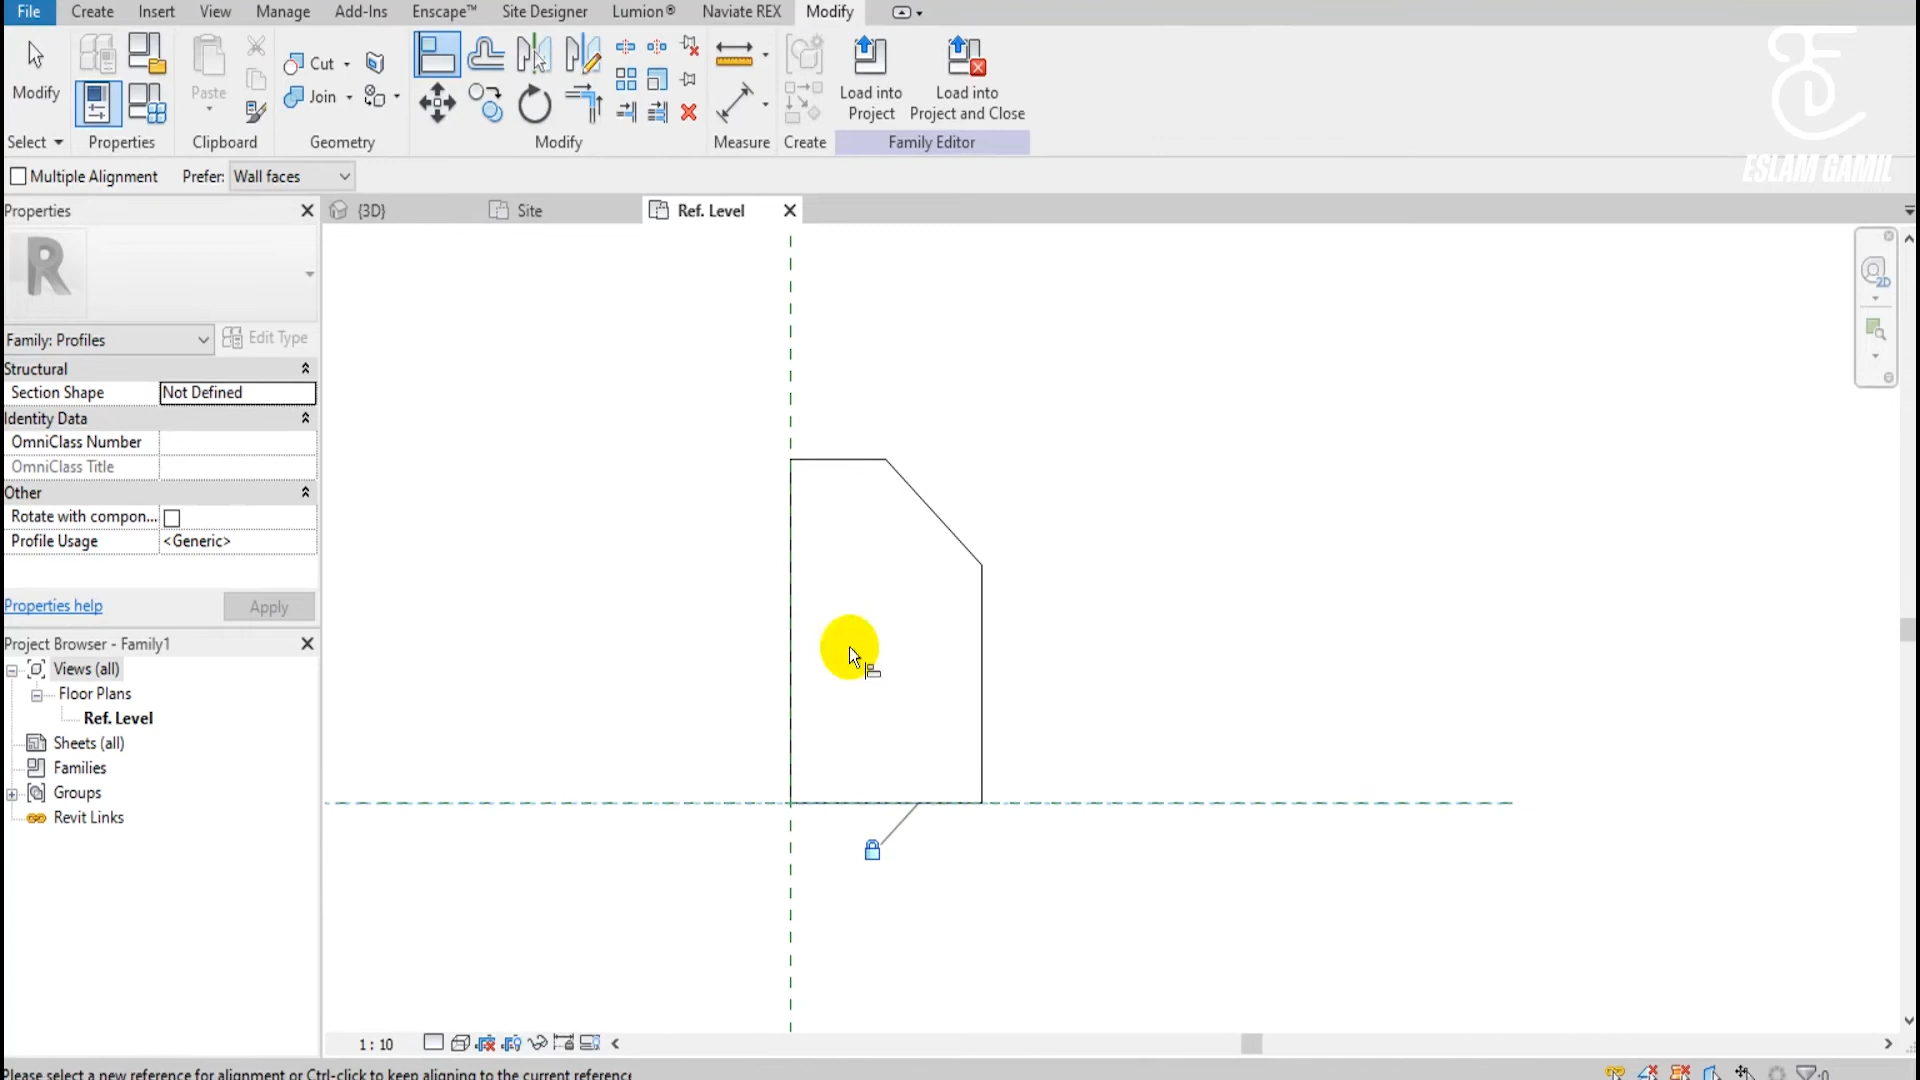 File Create Insert View Manage Add-Ins Enscape™ Site Designer Lumion® Naviate REX Modify
Modify
Paste
Cut
Join
Load into Project
Load into Project and Close
Select Properties Clipboard Geometry Modify Measure Create Family Editor
ESLAM GAMIL
Multiple Alignment Prefer: Wall faces
Properties
{3D} Site Ref. Level
R
Family: Profiles Edit Type
Structural
Section Shape Not Defined
Identity Data
OmniClass Number
OmniClass Title
Other
Rotate with compon...
Profile Usage <Generic>
Properties help Apply
Project Browser - Family1
Views (all)
Floor Plans
Ref. Level
Sheets (all)
Families
Groups
Revit Links
2D
1 : 10
Please select a new reference for alignment or Ctrl-click to keep aligning to the current reference
:0